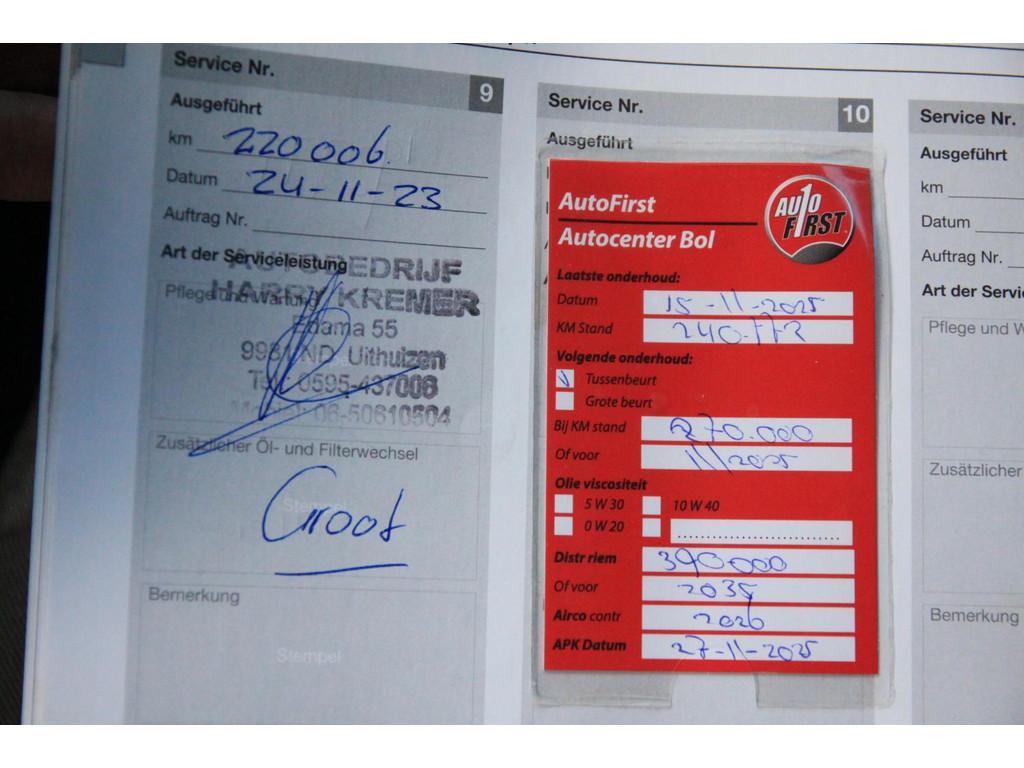 Service Nr. 9
Ausgeführt
km 220006.
Datum 24-11-23
Auftrag Nr.
Art der Serviceleistung
AUTOBEDRIJF
Pflege und Wartung
HARRY KREMER
Edama 55
9981 ND Uithuizen
Tel: 0595-437008
06-50610504
Zusätzlicher Öl- und Filterwechsel
Groot
Bemerkung
Stempel
Service Nr. 10
Ausgeführt
AutoFirst
AUTO FIRST
Autocenter Bol
Laatste onderhoud:
Datum 15-11-2025
KM Stand
Volgende onderhoud:
Tussenbeurt
Grote beurt
Bij KM stand 270.000
Of voor
Olie viscositeit
5 W 30 10 W 40
0 W 20
Distr riem 390.000
Of voor 2035
Airco contr 2026
APK Datum 27-11-2025
Service Nr.
Ausgeführt
km
Datum
Auftrag Nr.
Art der Servic
Pflege und W
Zusätzlicher
Bemerkung